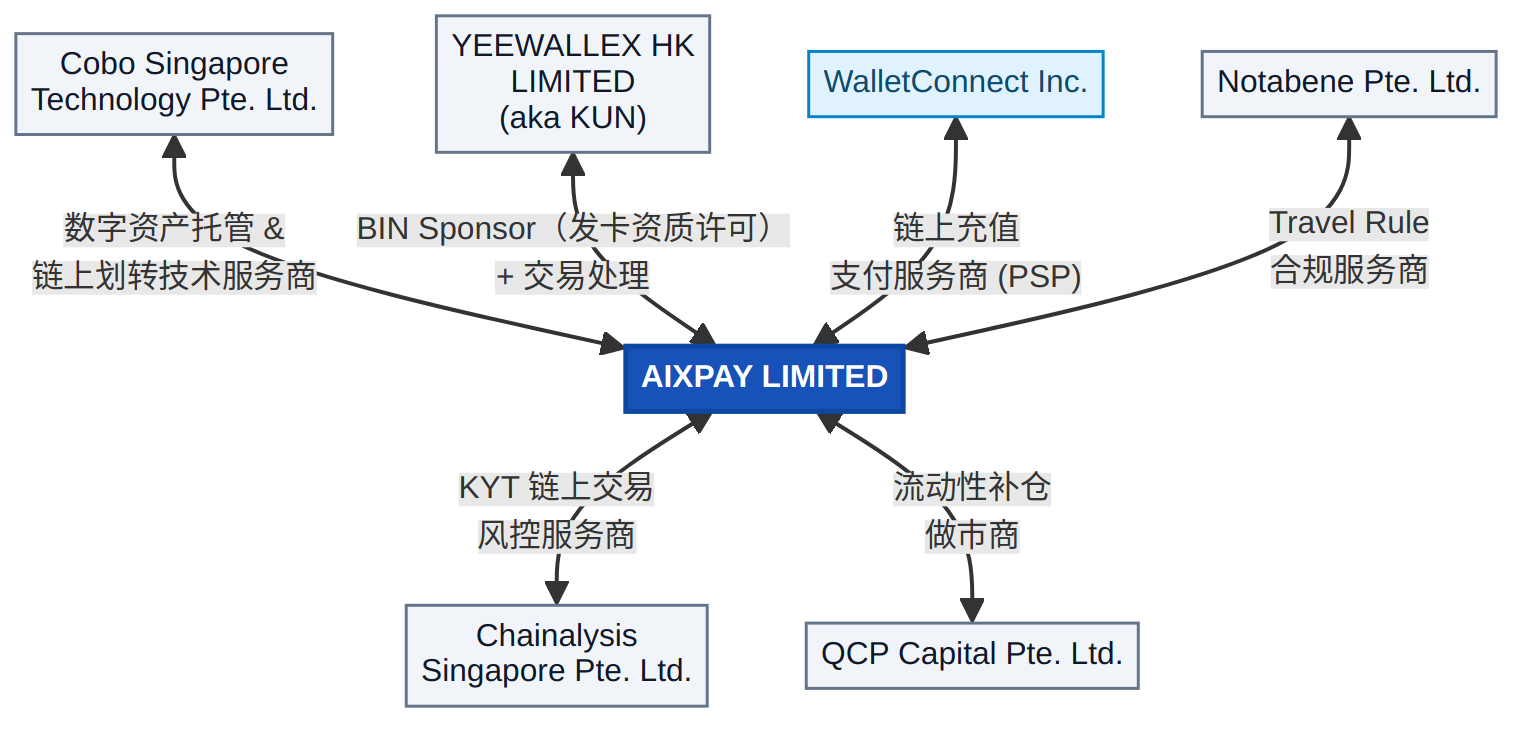 Cobo Singapore
Technology Pte. Ltd.
YEEWALLEX HK
LIMITED
(aka KUN)
WalletConnect Inc.
Notabene Pte. Ltd.
数字资产托管 &
链上划转技术服务商
BIN Sponsor（发卡资质许可）
+ 交易处理
链上充值
支付服务商 (PSP)
Travel Rule
合规服务商
AIXPAY LIMITED
KYT 链上交易
风控服务商
流动性补仓
做市商
Chainalysis
Singapore Pte. Ltd.
QCP Capital Pte. Ltd.